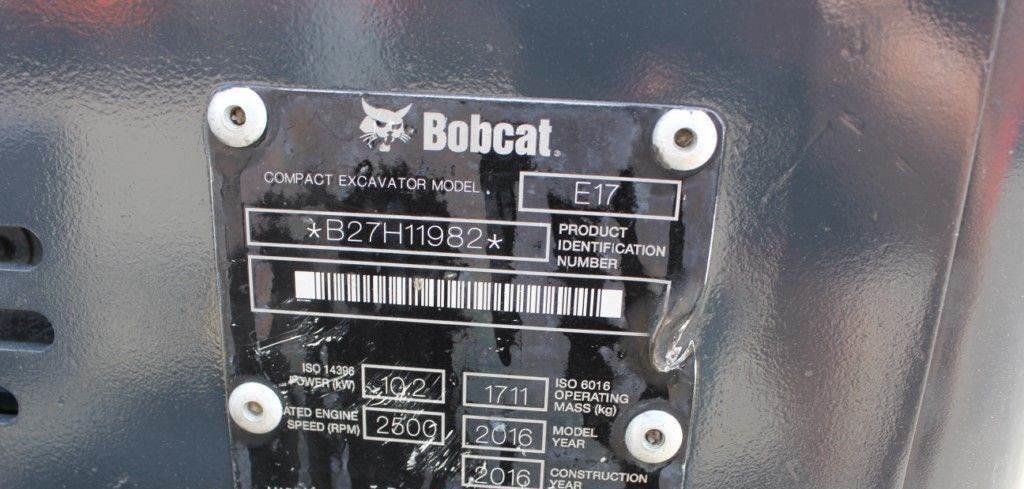 Bobcat
COMPACT EXCAVATOR MODEL E17
*B27H11982* PRODUCT
IDENTIFICATION
NUMBER
ISO 14396
POWER (kW) 10.2
1711 ISO 6016
OPERATING
MASS (kg)
RATED ENGINE
SPEED (RPM) 2500
2016 MODEL
YEAR
2016 CONSTRUCTION
YEAR